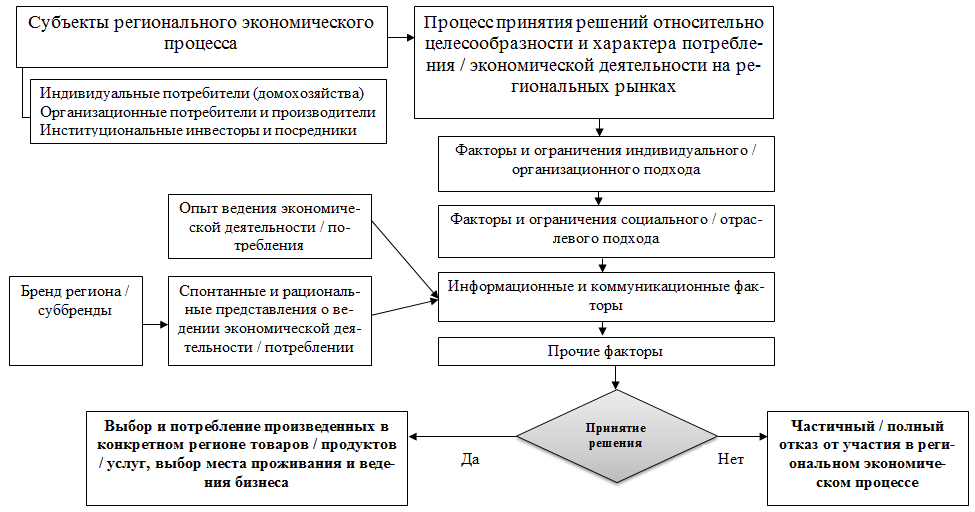 Субъекты регионального экономического
процесса
Индивидуальные потребители (домохозяйства)
Организационные потребители и производители
Институциональные инвесторы и посредники
Процесс принятия решений относительно
целесообразности и характера потребле-
ния / экономической деятельности на ре-
гиональных рынках
Факторы и ограничения индивидуального /
организационного подхода
Факторы и ограничения социального / отрас-
левого подхода
Опыт ведения экономиче-
ской деятельности / по-
требления
Бренд региона /
суббренды
Спонтанные и рациональ-
ные представления о ве-
дении экономической дея-
тельности / потреблении
Информационные и коммуникационные фак-
торы
Прочие факторы
Принятие
решения
Да
Нет
Выбор и потребление произведенных в
конкретном регионе товаров / продуктов
/ услуг, выбор места проживания и веде-
ния бизнеса
Частичный / полный
отказ от участия в реги-
ональном экономиче-
ском процессе